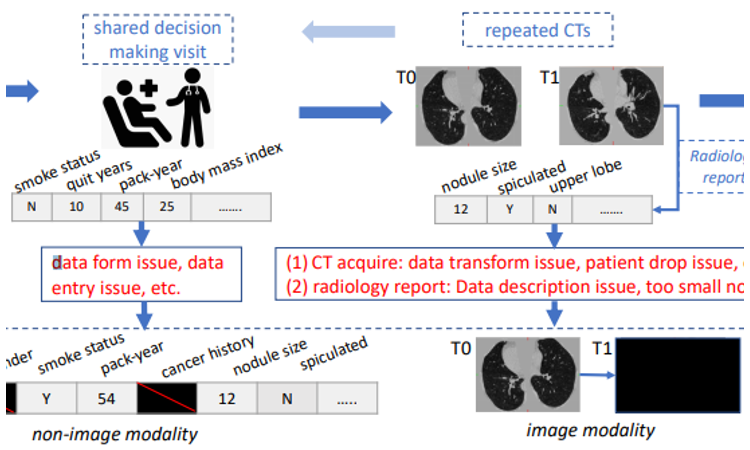 shared decision
making visit
repeated CTs
T0
T1
smoke status
quit years
pack-year
body mass index
N 10 45 25 .......
Radiolog
report
nodule size
spiculated
upper lobe
12 Y N .......
data form issue, data
entry issue, etc.
(1) CT acquire: data transform issue, patient drop issue,
(2) radiology report: Data description issue, too small no
nder
smoke status
pack-year
cancer history
nodule size
spiculated
Y 54 12 N .....
T0
T1
non-image modality
image modality